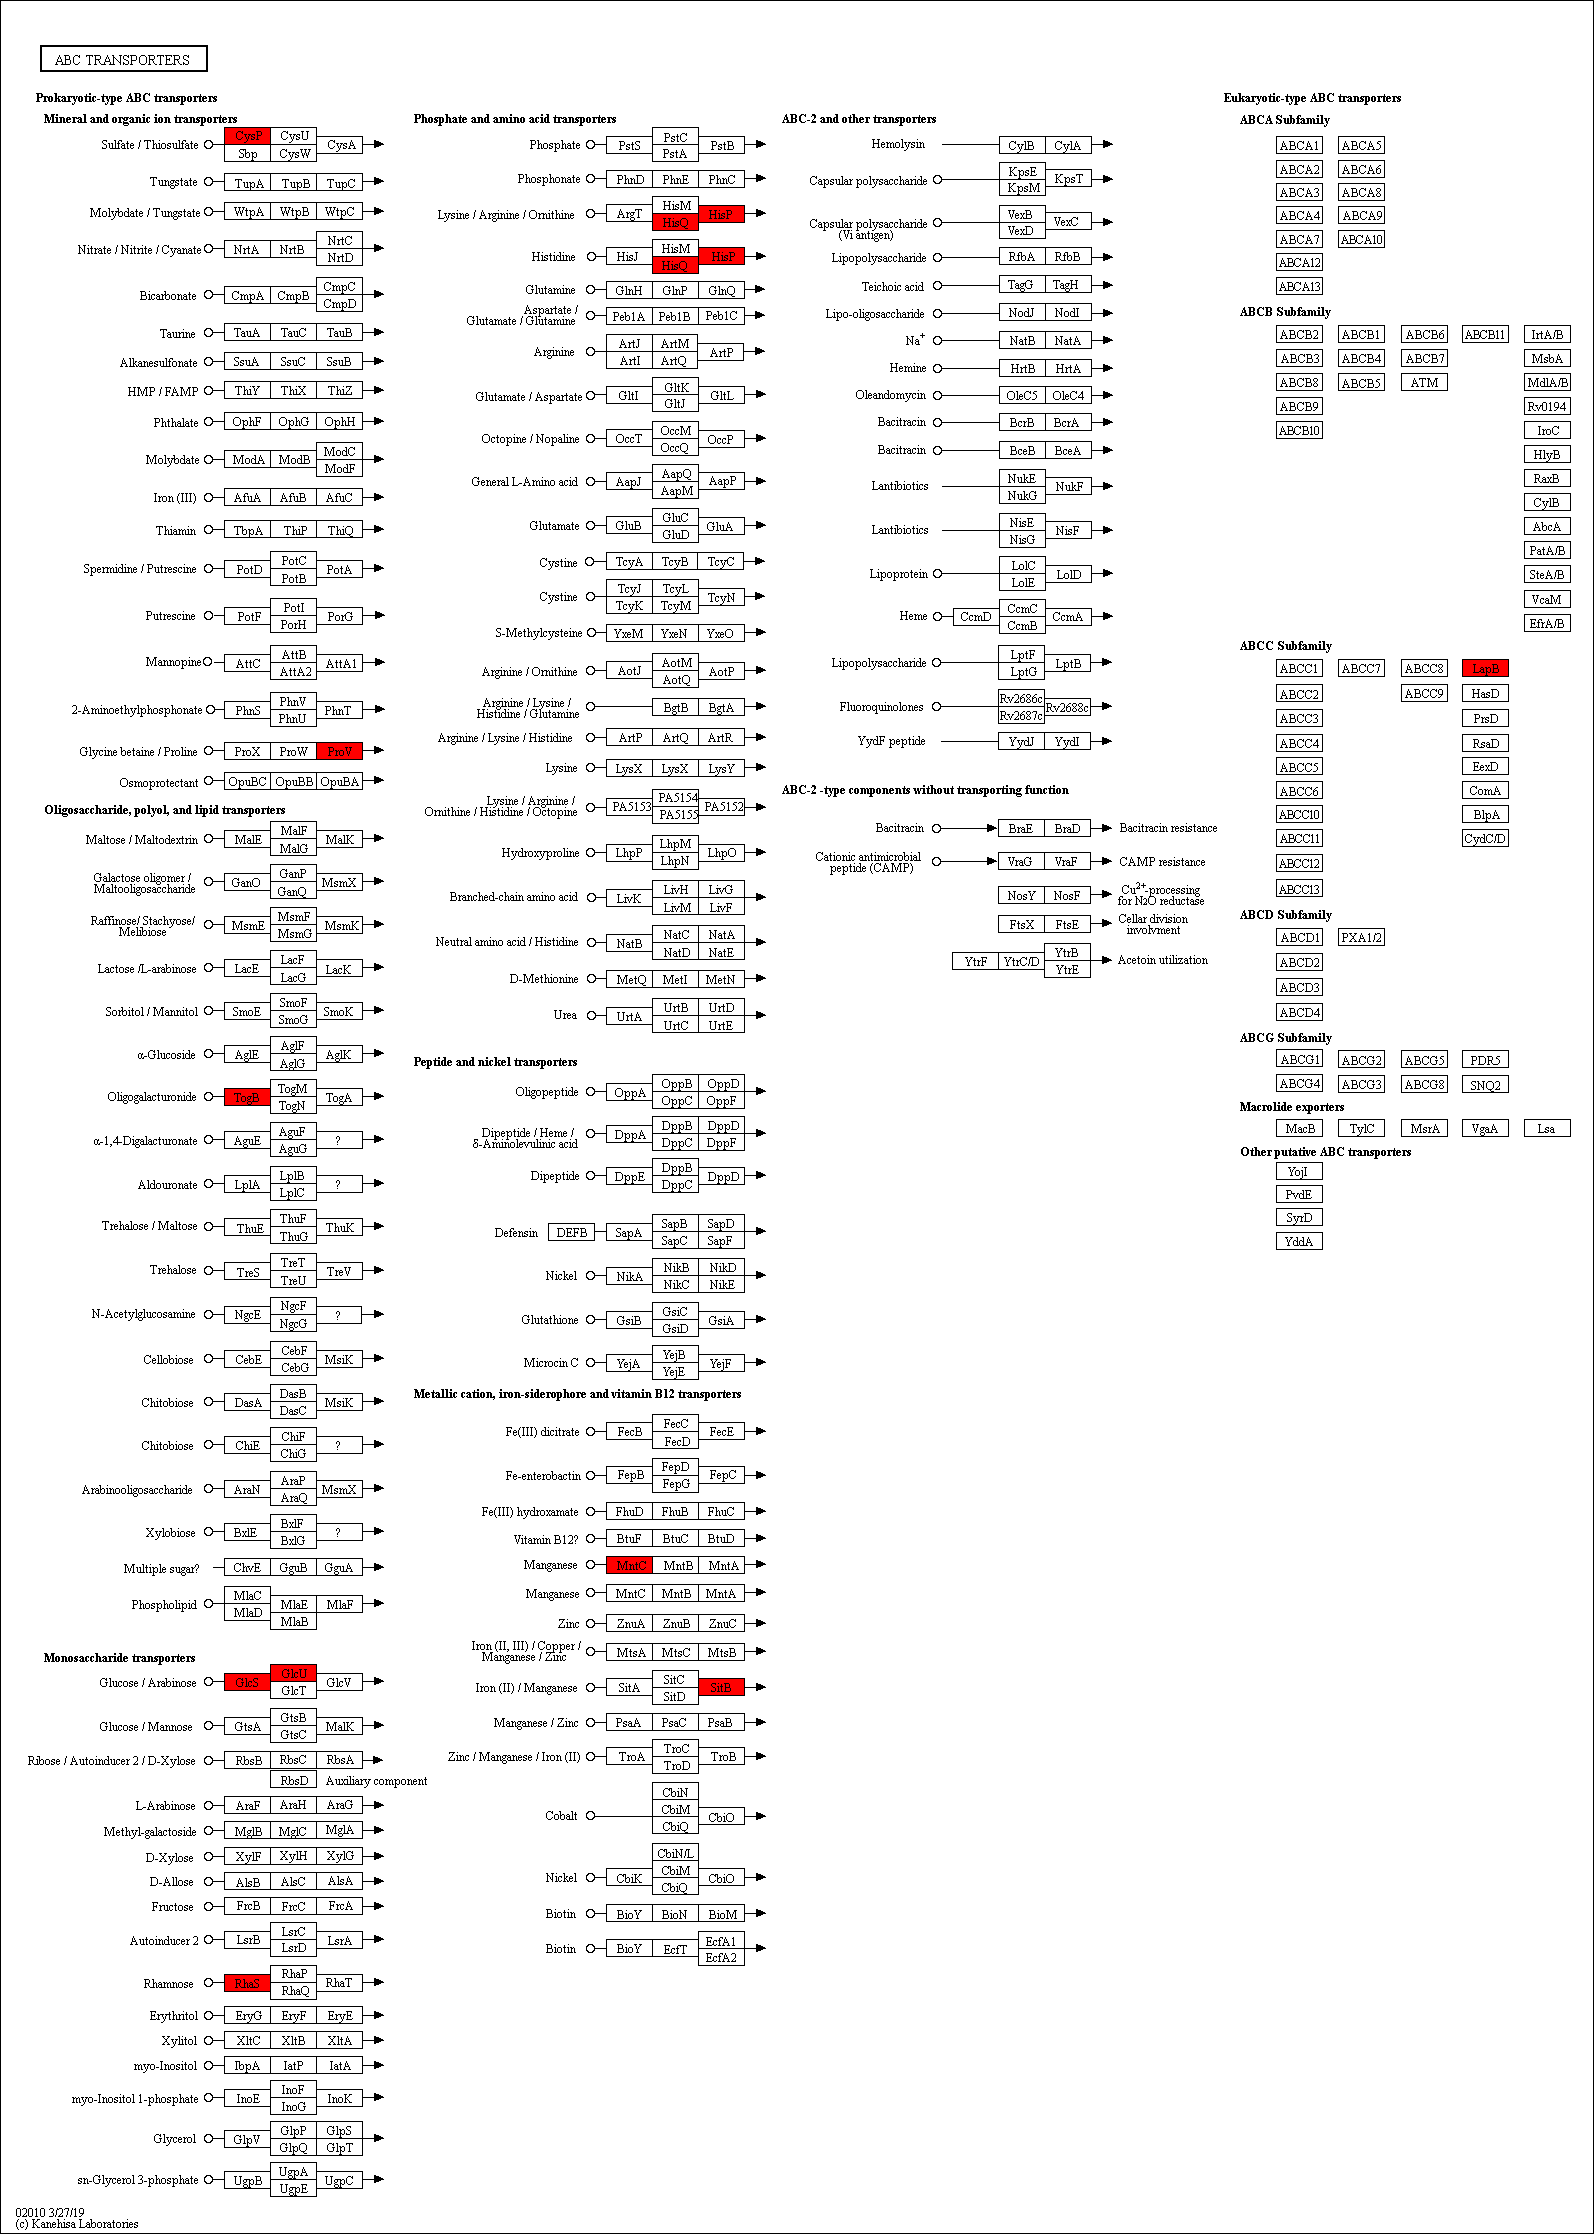 ABC TRANSPORTERS
Prokaryotic-type ABC transporters
Mineral and organic ion transporters
Sulfate / Thiosulfate CysP CysU CysA
Sbp CysW
Tungstate TupA TupB TupC
Molybdate / Tungstate WtpA WtpB WtpC
Nitrate / Nitrite / Cyanate NrtA NrtB NrtC
NrtD
Bicarbonate CmpA CmpB CmpC
CmpD
Taurine TauA TauC TauB
Alkanesulfonate SsuA SsuC SsuB
HMP / FAMP ThiY ThiX ThiZ
Phthalate OphF OphG OphH
Molybdate ModA ModB ModC
ModF
Iron (III) AfuA AfuB AfuC
Thiamin TbpA ThiP ThiQ
Spermidine / Putrescine PotD PotC PotA
PotB
Putrescine PotF PotI PorG
PorH
Mannopine AttC AttB AttA1
AttA2
2-Aminoethylphosphonate PhnS PhnV PhnT
PhnU
Glycine betaine / Proline ProX ProW ProV
Osmoprotectant OpuBC OpuBB OpuBA
Oligosaccharide, polyol, and lipid transporters
Maltose / Maltodextrin MalE MalF MalK
MalG
Galactose oligomer /
Maltooligosaccharide GanO GanP MsmX
GanQ
Raffinose/ Stachyose/
Melibiose MsmE MsmF MsmK
MsmG
Lactose /L-arabinose LacE LacF LacK
LacG
Sorbitol / Mannitol SmoE SmoF SmoK
SmoG
α-Glucoside AglE AglF AglK
AglG
Oligogalacturonide TogB TogM TogA
TogN
α-1,4-Digalacturonate AguE AguF ?
AguG
Aldouronate LplA LplB ?
LplC
Trehalose / Maltose ThuE ThuF ThuK
ThuG
Trehalose TreS TreT TreV
TreU
N-Acetylglucosamine NgcE NgcF ?
NgcG
Cellobiose CebE CebF MsiK
CebG
Chitobiose DasA DasB MsiK
DasC
Chitobiose ChiE ChiF ?
ChiG
Arabinooligosaccharide AraN AraP MsmX
AraQ
Xylobiose BxlE BxlF ?
BxlG
Multiple sugar? ChvE GguB GguA
Phospholipid MlaC MlaE MlaF
MlaD MlaB
Monosaccharide transporters
Glucose / Arabinose GlcS GlcU GlcV
GlcT
Glucose / Mannose GtsA GtsB MalK
GtsC
Ribose / Autoinducer 2 / D-Xylose RbsB RbsC RbsA
RbsD Auxiliary component
L-Arabinose AraF AraH AraG
Methyl-galactoside MglB MglC MglA
D-Xylose XylF XylH XylG
D-Allose AlsB AlsC AlsA
Fructose FrcB FrcC FrcA
Autoinducer 2 LsrB LsrC LsrA
LsrD
Rhamnose RhaS RhaP RhaT
RhaQ
Erythritol EryG EryF EryE
Xylitol XltC XltB XltA
myo-Inositol IbpA IatP IatA
myo-Inositol 1-phosphate InoE InoF InoK
InoG
Glycerol GlpV GlpP GlpS
GlpQ GlpT
sn-Glycerol 3-phosphate UgpB UgpA UgpC
UgpE
02010 3/27/19
(c) Kanehisa Laboratories
Phosphate and amino acid transporters
Phosphate PstS PstC PstB
PstA
Phosphonate PhnD PhnE PhnC
Lysine / Arginine / Ornithine ArgT HisM HisP
HisQ
Histidine HisJ HisM HisP
HisQ
Glutamine GlnH GlnP GlnQ
Aspartate /
Glutamate / Glutamine Peb1A Peb1B Peb1C
Arginine ArtJ ArtM ArtP
ArtI ArtQ
Glutamate / Aspartate GltI GltK GltL
GltJ
Octopine / Nopaline OccT OccM OccP
OccQ
General L-Amino acid AapJ AapQ AapP
AapM
Glutamate GluB GluC GluA
GluD
Cystine TcyA TcyB TcyC
Cystine TcyJ TcyL TcyN
TcyK TcyM
S-Methylcysteine YxeM YxeN YxeO
Arginine / Ornithine AotJ AotM AotP
AotQ
Arginine / Lysine /
Histidine / Glutamine BgtB BgtA
Arginine / Lysine / Histidine ArtP ArtQ ArtR
Lysine LysX LysX LysY
Lysine / Arginine /
Ornithine / Histidine / Octopine PA5153 PA5154 PA5152
PA5155
Hydroxyproline LhpP LhpM LhpO
LhpN
Branched-chain amino acid LivK LivH LivG
LivM LivF
Neutral amino acid / Histidine NatB NatC NatA
NatD NatE
D-Methionine MetQ MetI MetN
Urea UrtA UrtB UrtD
UrtC UrtE
Peptide and nickel transporters
Oligopeptide OppA OppB OppD
OppC OppF
Dipeptide / Heme /
δ-Aminolevulinic acid DppA DppB DppD
DppC DppF
Dipeptide DppE DppB DppD
DppC
Defensin DEFB SapA SapB SapD
SapC SapF
Nickel NikA NikB NikD
NikC NikE
Glutathione GsiB GsiC GsiA
GsiD
Microcin C YejA YejB YejF
YejE
Metallic cation, iron-siderophore and vitamin B12 transporters
Fe(III) dicitrate FecB FecC FecE
FecD
Fe-enterobactin FepB FepD FepC
FepG
Fe(III) hydroxamate FhuD FhuB FhuC
Vitamin B12? BtuF BtuC BtuD
Manganese MntC MntB MntA
Manganese MntC MntB MntA
Zinc ZnuA ZnuB ZnuC
Iron (II, III) / Copper /
Manganese / Zinc MtsA MtsC MtsB
Iron (II) / Manganese SitA SitC SitB
SitD
Manganese / Zinc PsaA PsaC PsaB
Zinc / Manganese / Iron (II) TroA TroC TroB
TroD
Cobalt CbiN
CbiM CbiO
CbiQ
Nickel CbiK CbiN/L
CbiM CbiO
CbiQ
Biotin BioY BioN BioM
Biotin BioY EcfT EcfA1
EcfA2
ABC-2 and other transporters
Hemolysin CylB CylA
Capsular polysaccharide KpsE KpsT
KpsM
Capsular polysaccharide
(Vi antigen) VexB VexC
VexD
Lipopolysaccharide RfbA RfbB
Teichoic acid TagG TagH
Lipo-oligosaccharide NodJ NodI
Na+ NatB NatA
Hemine HrtB HrtA
Oleandomycin OleC5 OleC4
Bacitracin BcrB BcrA
Bacitracin BceB BceA
Lantibiotics NukE NukF
NukG
Lantibiotics NisE NisF
NisG
Lipoprotein LolC LolD
LolE
Heme CcmD CcmC CcmA
CcmB
Lipopolysaccharide LptF LptB
LptG
Fluoroquinolones Rv2686c Rv2688c
Rv2687c
YydF peptide YydJ YydI
ABC-2 -type components without transporting function
Bacitracin BraE BraD Bacitracin resistance
Cationic antimicrobial
peptide (CAMP) VraG VraF CAMP resistance
NosY NosF Cu2+-processing
for N2O reductase
FtsX FtsE Cellar division
involvment
YtrF YtrC/D YtrB Acetoin utilization
YtrE
Eukaryotic-type ABC transporters
ABCA Subfamily
ABCA1 ABCA5
ABCA2 ABCA6
ABCA3 ABCA8
ABCA4 ABCA9
ABCA7 ABCA10
ABCA12
ABCA13
ABCB Subfamily
ABCB2 ABCB1 ABCB6 ABCB11 IrtA/B
ABCB3 ABCB4 ABCB7 MsbA
ABCB8 ABCB5 ATM MdlA/B
ABCB9 Rv0194
ABCB10 IroC
HlyB
RaxB
CylB
AbcA
PatA/B
SteA/B
VcaM
EfrA/B
ABCC Subfamily
ABCC1 ABCC7 ABCC8 LapB
ABCC2 ABCC9 HasD
ABCC3 PrsD
ABCC4 RsaD
ABCC5 EexD
ABCC6 ComA
ABCC10 BlpA
ABCC11 CydC/D
ABCC12
ABCC13
ABCD Subfamily
ABCD1 PXA1/2
ABCD2
ABCD3
ABCD4
ABCG Subfamily
ABCG1 ABCG2 ABCG5 PDR5
ABCG4 ABCG3 ABCG8 SNQ2
Macrolide exporters
MacB TylC MsrA VgaA Lsa
Other putative ABC transporters
YojI
PvdE
SyrD
YddA